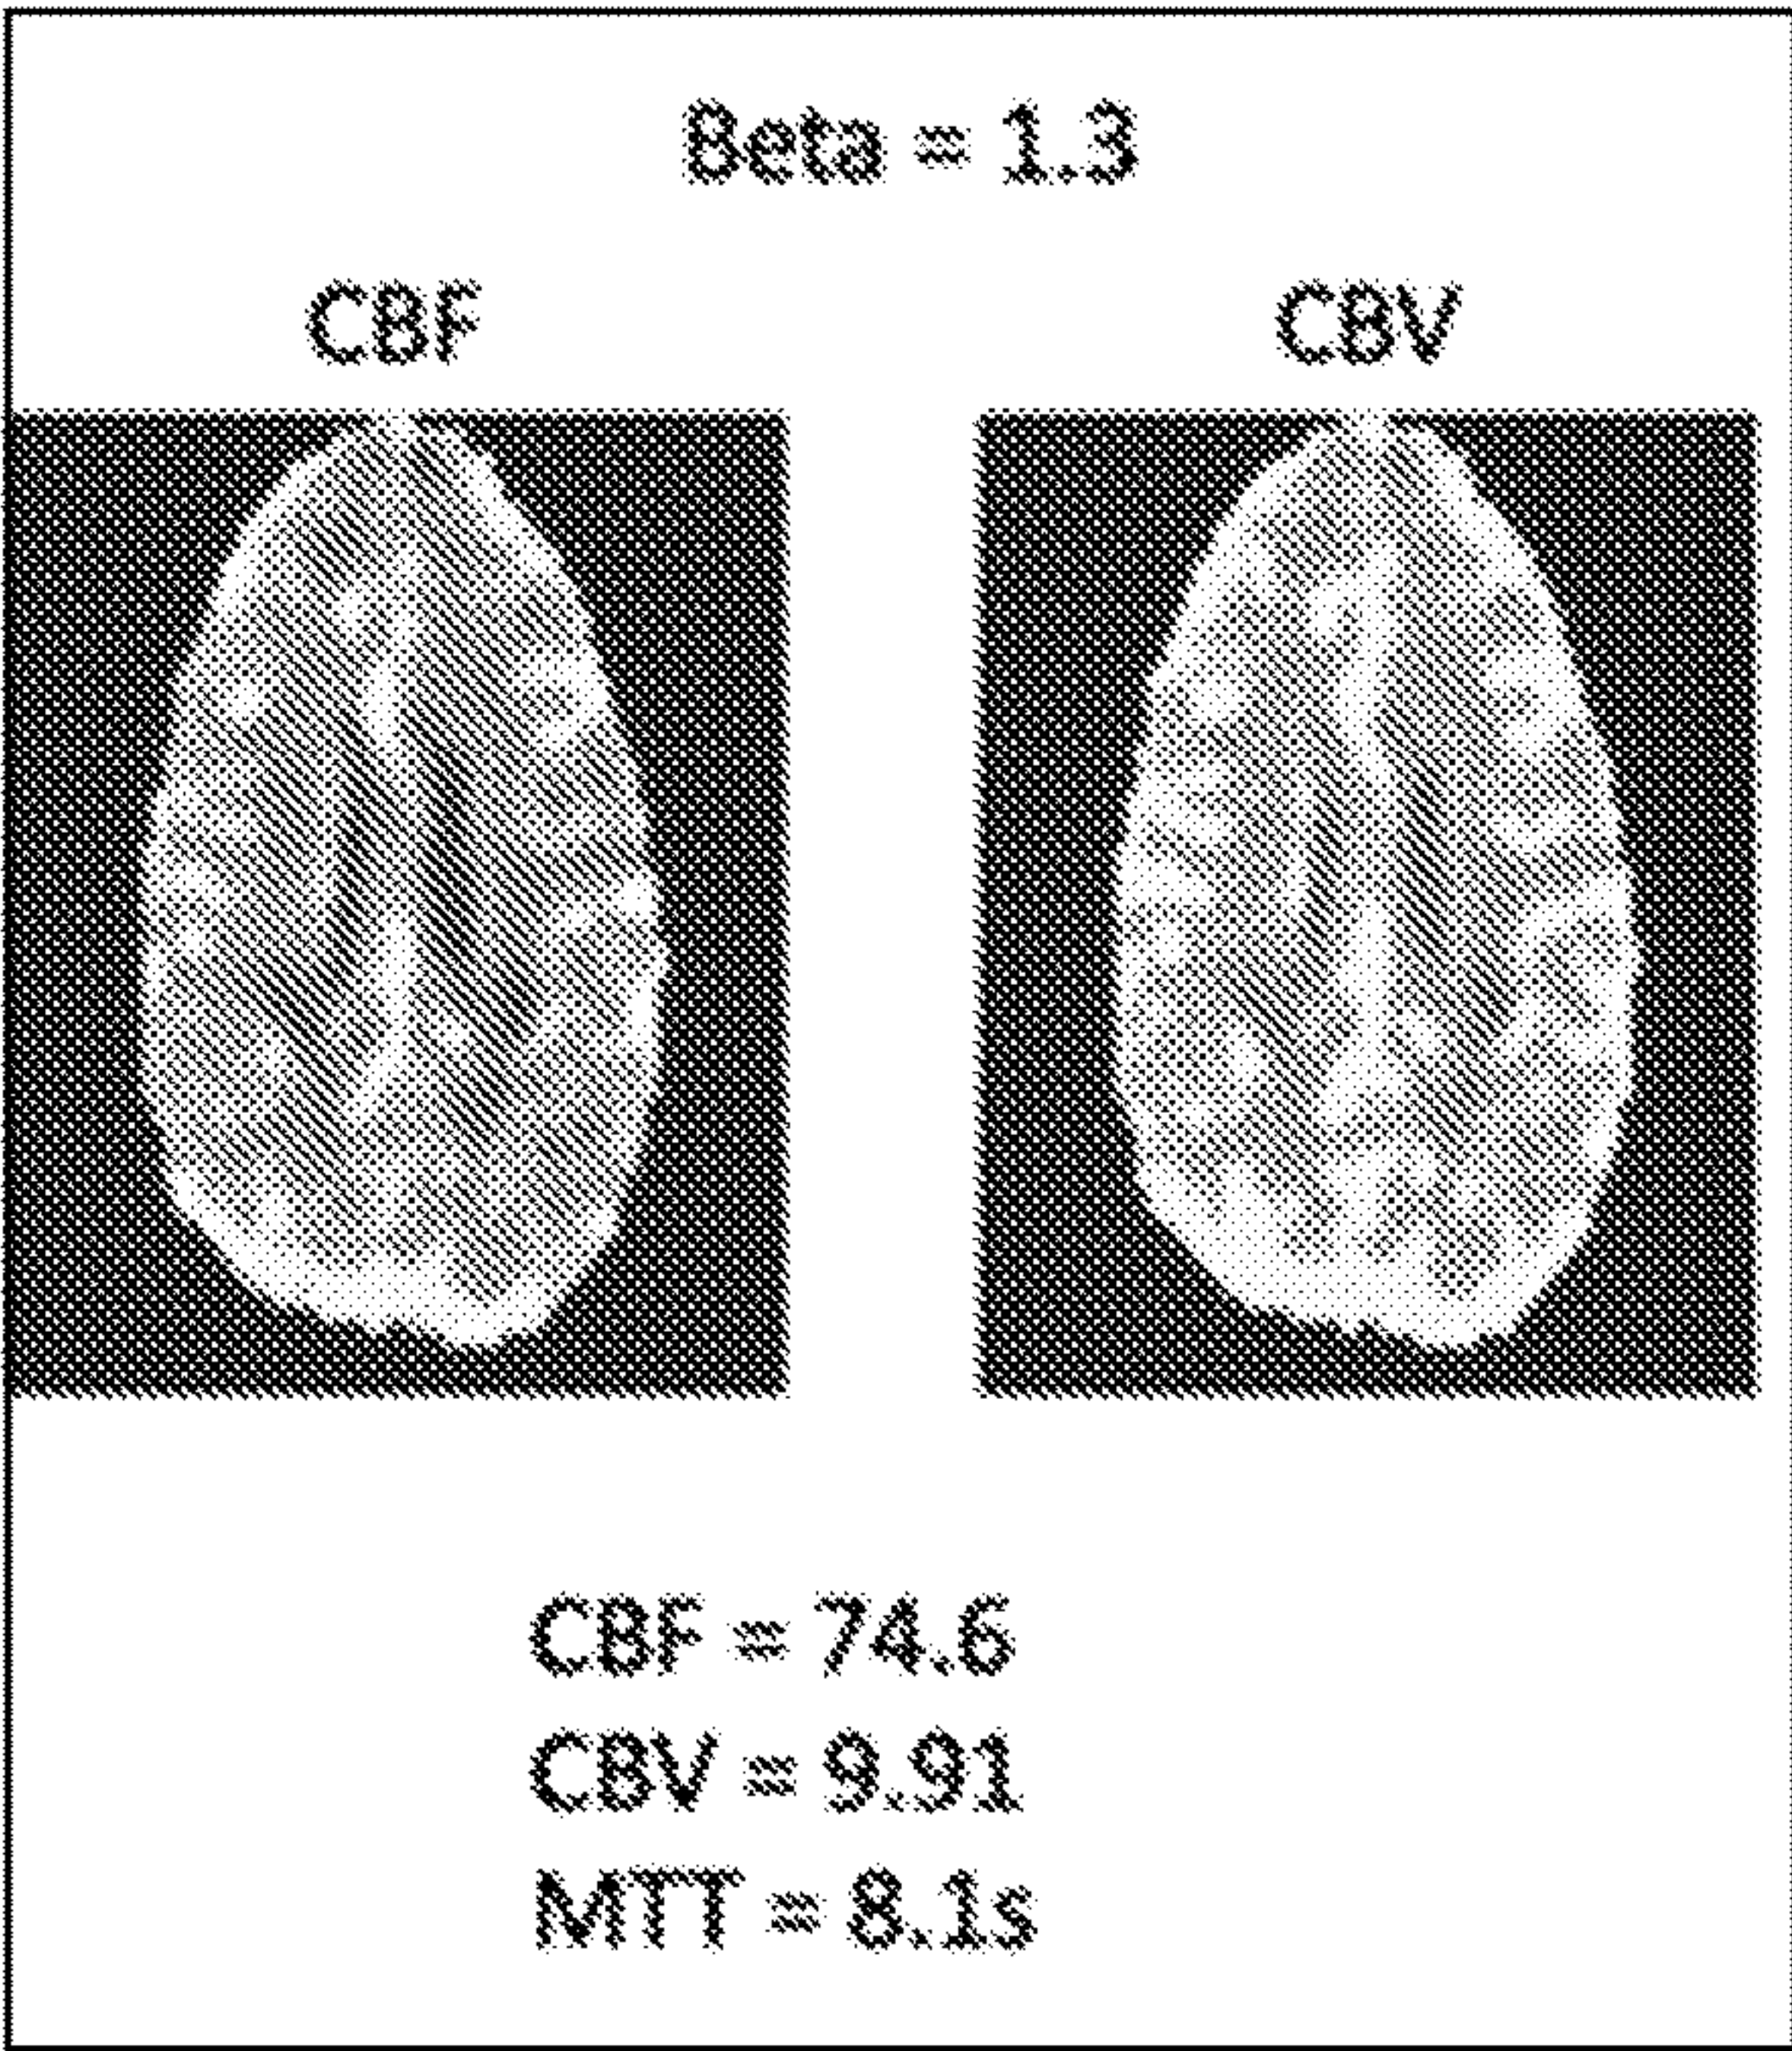 Beta = 1.3
CBF CBV
CBF = 74.6
CBV = 9.91
MTT = 8.1s